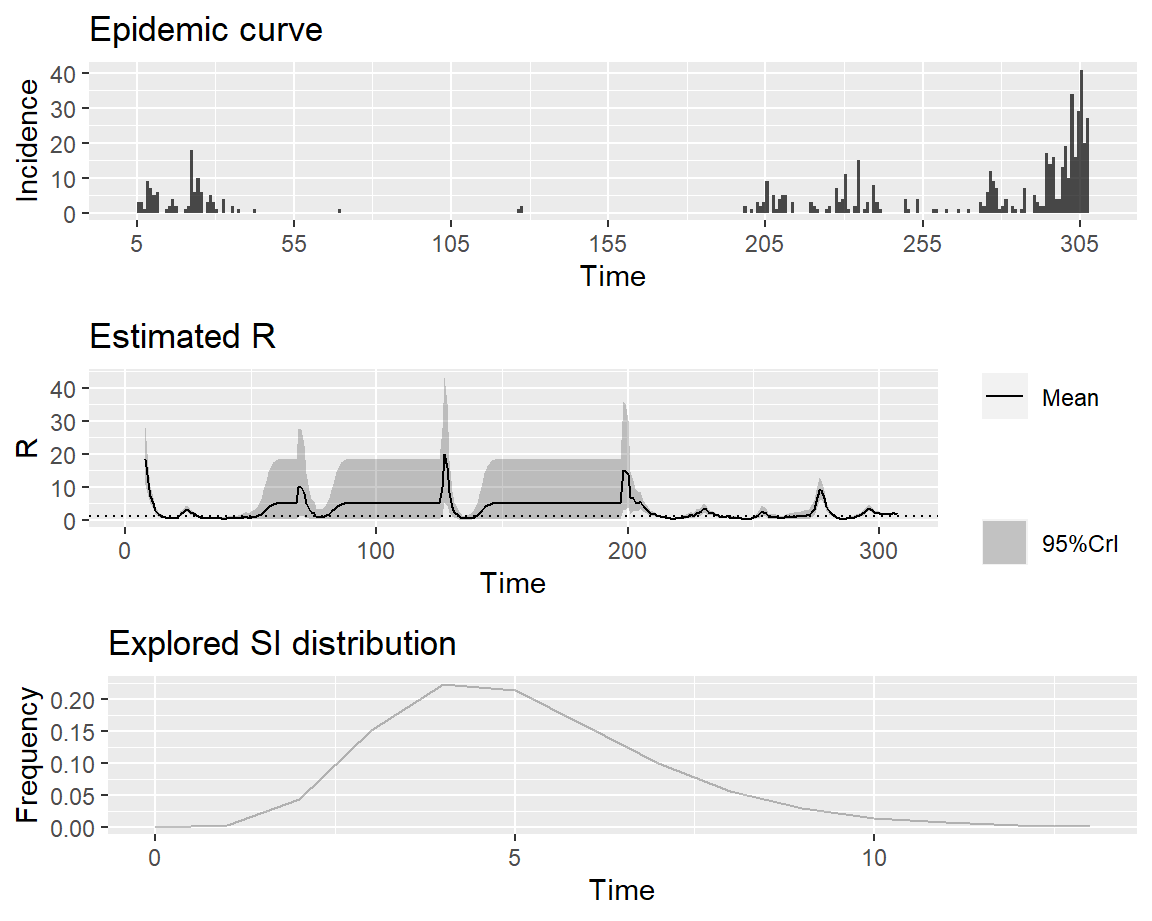 Epidemic curve
Incidence
40
30
20
10
0
5 55 105 155 205 255 305
Time
Estimated R
R
40
30
20
10
0
0 100 200 300
Time
Mean
95%CrI
Explored SI distribution
Frequency
0.20
0.15
0.10
0.05
0.00
0 5 10
Time